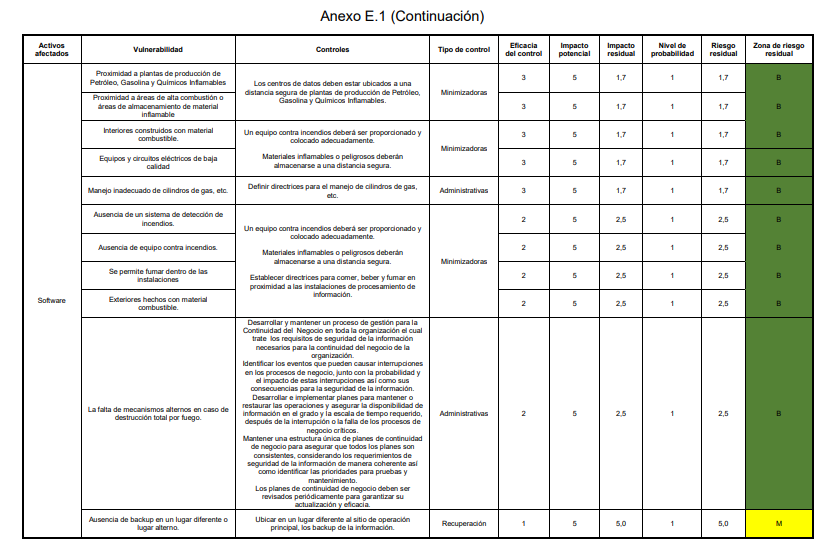 Anexo E.1 (Continuación)
Activos afectados | Vulnerabilidad | Controles | Tipo de control | Eficacia del control | Impacto potencial | Impacto residual | Nivel de probabilidad | Riesgo residual | Zona de riesgo residual
Software
Proximidad a plantas de producción de
Petróleo, Gasolina y Químicos Inflamables
Los centros de datos deben estar ubicados a una
distancia segura de plantas de producción de Petróleo,
Gasolina y Químicos Inflamables.
Minimizadoras
3 5 1,7 1 1,7 B
Proximidad a áreas de alta combustión o
áreas de almacenamiento de material
inflamable
3 5 1,7 1 1,7 B
Interiores construidos con material
combustible.
Un equipo contra incendios deberá ser proporcionado y
colocado adecuadamente.
Materiales inflamables o peligrosos deberán
almacenarse a una distancia segura.
Minimizadoras
3 5 1,7 1 1,7 B
Equipos y circuitos eléctricos de baja
calidad
3 5 1,7 1 1,7 B
Manejo inadecuado de cilindros de gas, etc.
Definir directrices para el manejo de cilindros de gas,
etc.
Administrativas
3 5 1,7 1 1,7 B
Ausencia de un sistema de detección de
incendios.
Un equipo contra incendios deberá ser proporcionado y
colocado adecuadamente.
Materiales inflamables o peligrosos deberán
almacenarse a una distancia segura.
Establecer directrices para comer, beber y fumar en
proximidad a las instalaciones de procesamiento de
información.
Minimizadoras
2 5 2,5 1 2,5 B
Ausencia de equipo contra incendios.
2 5 2,5 1 2,5 B
Se permite fumar dentro de las
instalaciones
2 5 2,5 1 2,5 B
Exteriores hechos con material
combustible.
2 5 2,5 1 2,5 B
La falta de mecanismos alternos en caso de
destrucción total por fuego.
Desarrollar y mantener un proceso de gestión para la
Continuidad del Negocio en toda la organización el cual
trate los requisitos de seguridad de la información
necesarios para la continuidad del negocio de la
organización.
Identificar los eventos que pueden causar interrupciones
en los procesos de negocio, junto con la probabilidad y
el impacto de estas interrupciones así como sus
consecuencias para la seguridad de la información.
Desarrollar e implementar planes para mantener o
restaurar las operaciones y asegurar la disponibilidad de
información en el grado y la escala de tiempo requerido,
después de la interrupción o la falla de los procesos de
negocio críticos.
Mantener una estructura única de planes de continuidad
de negocio para asegurar que todos los planes son
consistentes, considerando los requerimientos de
seguridad de la información de manera coherente así
como identificar las prioridades para pruebas y
mantenimiento.
Los planes de continuidad de negocio deben ser
revisados periódicamente para garantizar su
actualización y eficacia.
Administrativas
2 5 2,5 1 2,5 B
Ausencia de backup en un lugar diferente o
lugar alterno.
Ubicar en un lugar diferente al sitio de operación
principal, los backup de la información.
Recuperación
1 5 5,0 1 5,0 M